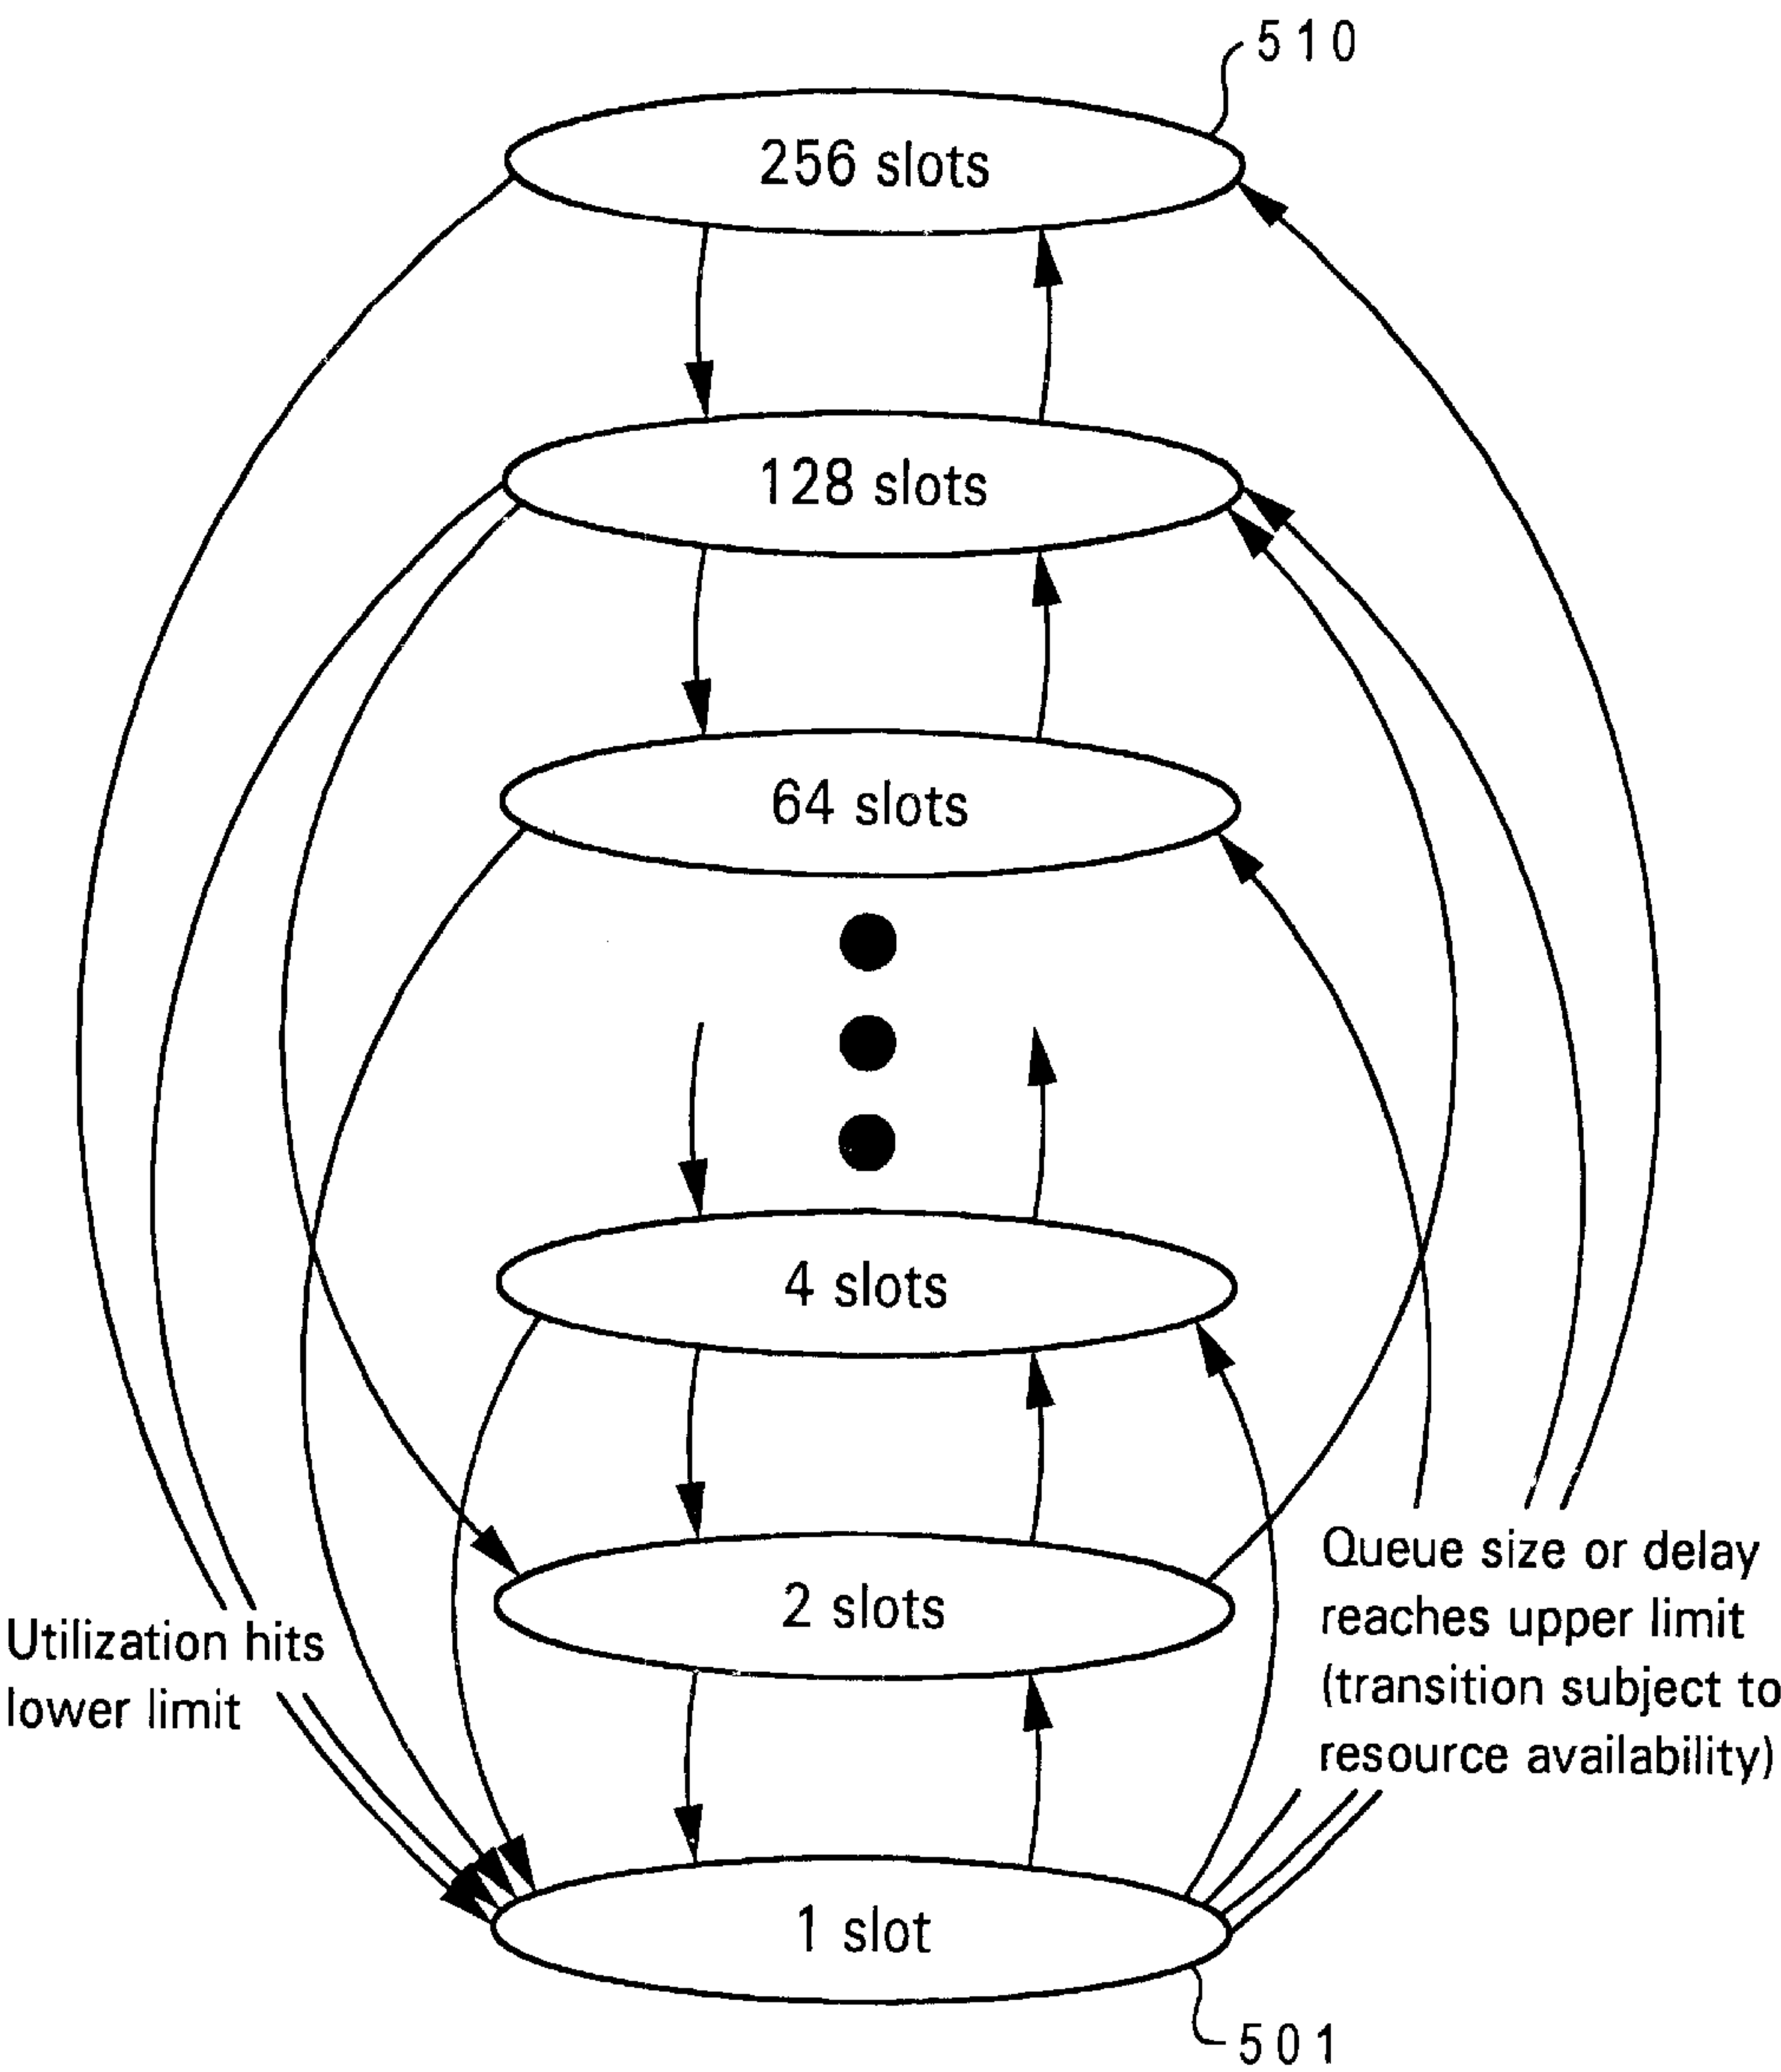 510
256 slots
128 slots
64 slots
4 slots
2 slots
1 slot
501
Utilization hits
lower limit
Queue size or delay
reaches upper limit
(transition subject to
resource availability)